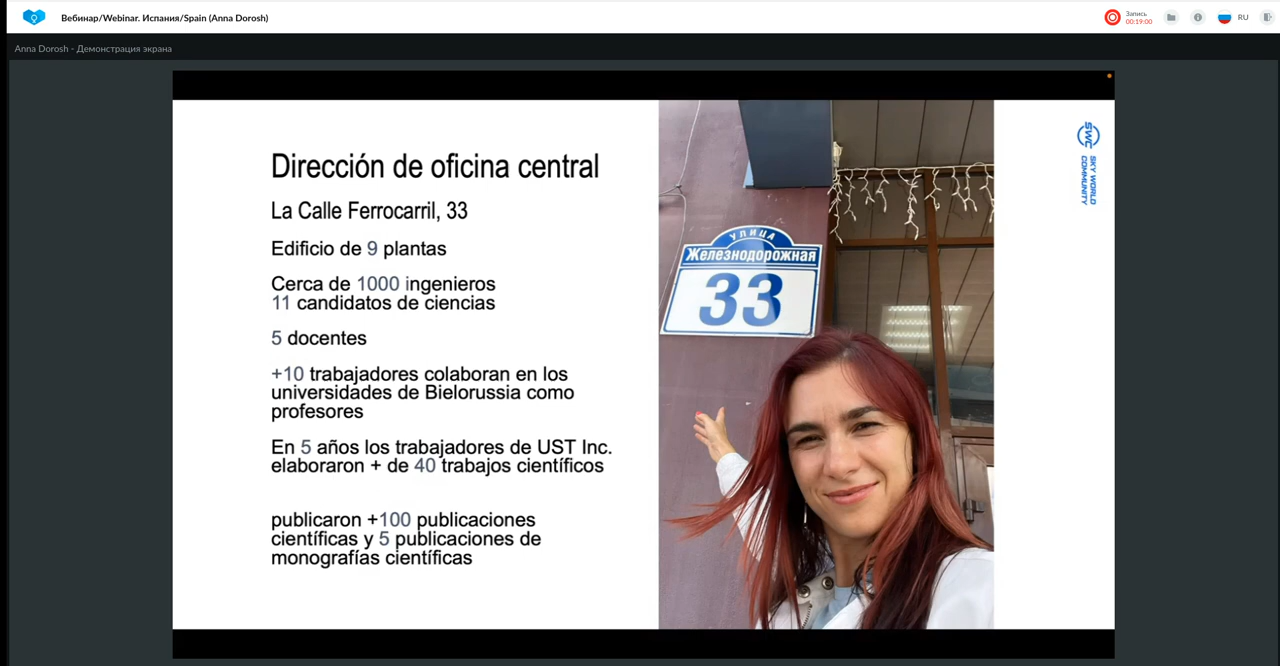 Вебинар/Webinar. Испания/Spain (Anna Dorosh)
Запись
00:19:00
RU
Anna Dorosh - Демонстрация экрана
Dirección de oficina central
La Calle Ferrocarril, 33
Edificio de 9 plantas
Cerca de 1000 ingenieros
11 candidatos de ciencias
5 docentes
+10 trabajadores colaboran en los
universidades de Bielorussia como
profesores
En 5 años los trabajadores de UST Inc.
elaboraron + de 40 trabajos científicos
publicaron +100 publicaciones
científicas y 5 publicaciones de
monografías científicas
улица
Железнодорожная
33
SWC
SKY WORLD
COMMUNITY